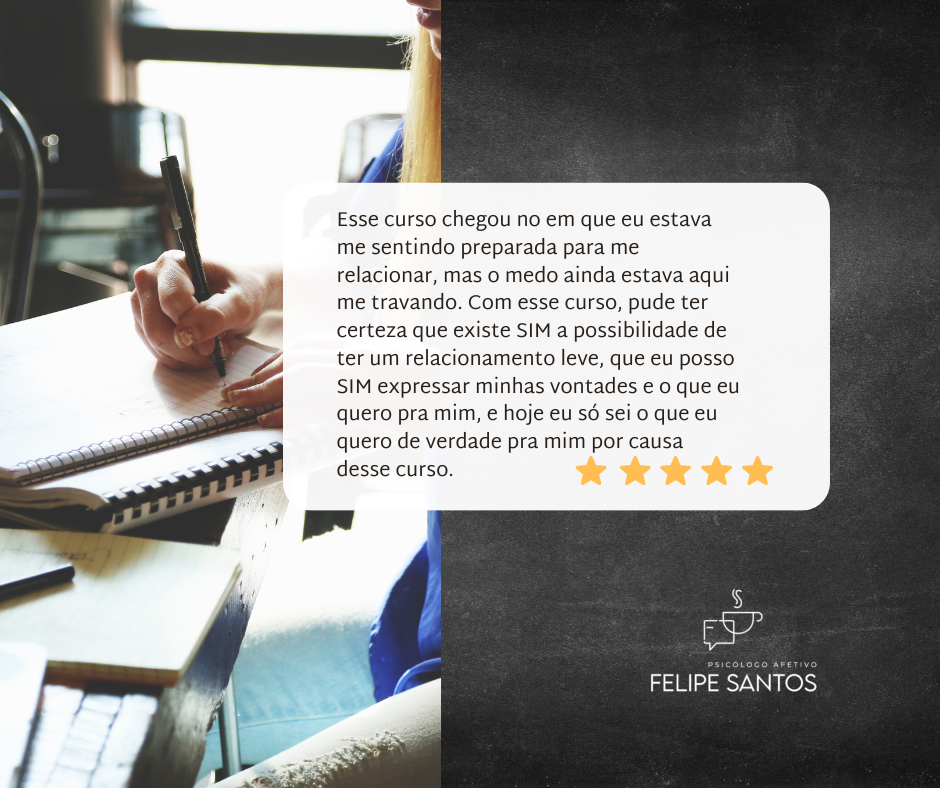 Esse curso chegou no em que eu estava
me sentindo preparada para me
relacionar, mas o medo ainda estava aqui
me travando. Com esse curso, pude ter
certeza que existe SIM a possibilidade de
ter um relacionamento leve, que eu posso
SIM expressar minhas vontades e o que eu
quero pra mim, e hoje eu só sei o que eu
quero de verdade pra mim por causa
desse curso.
PSICÓLOGO AFETIVO
FELIPE SANTOS